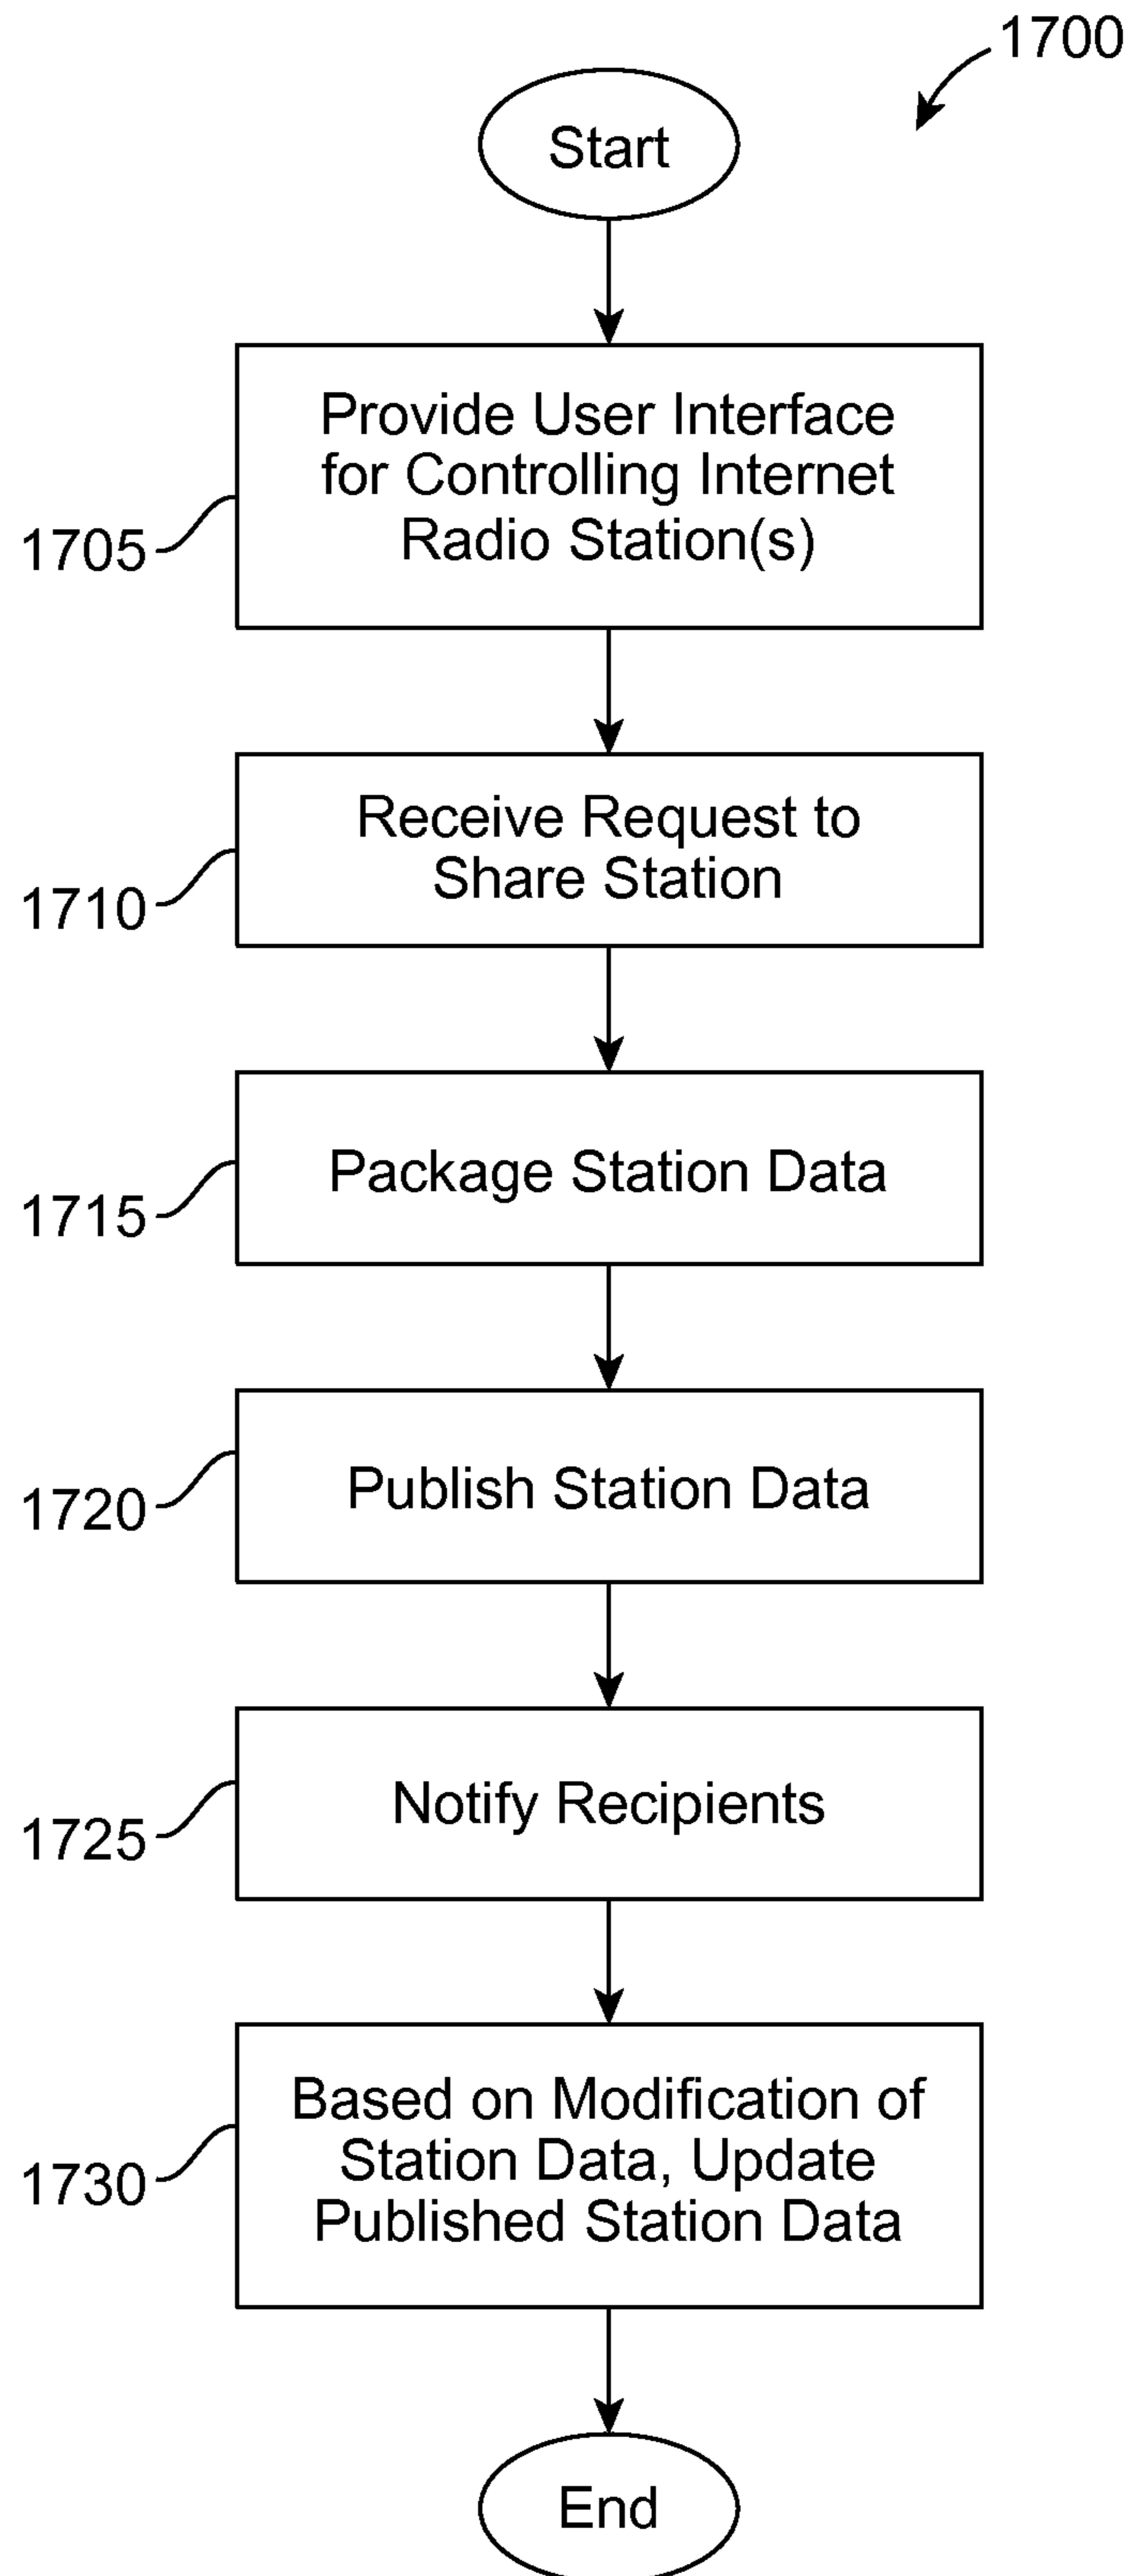 1700
Start
Provide User Interface
for Controlling Internet
Radio Station(s)
1705
Receive Request to
Share Station
1710
Package Station Data
1715
Publish Station Data
1720
Notify Recipients
1725
Based on Modification of
Station Data, Update
Published Station Data
1730
End